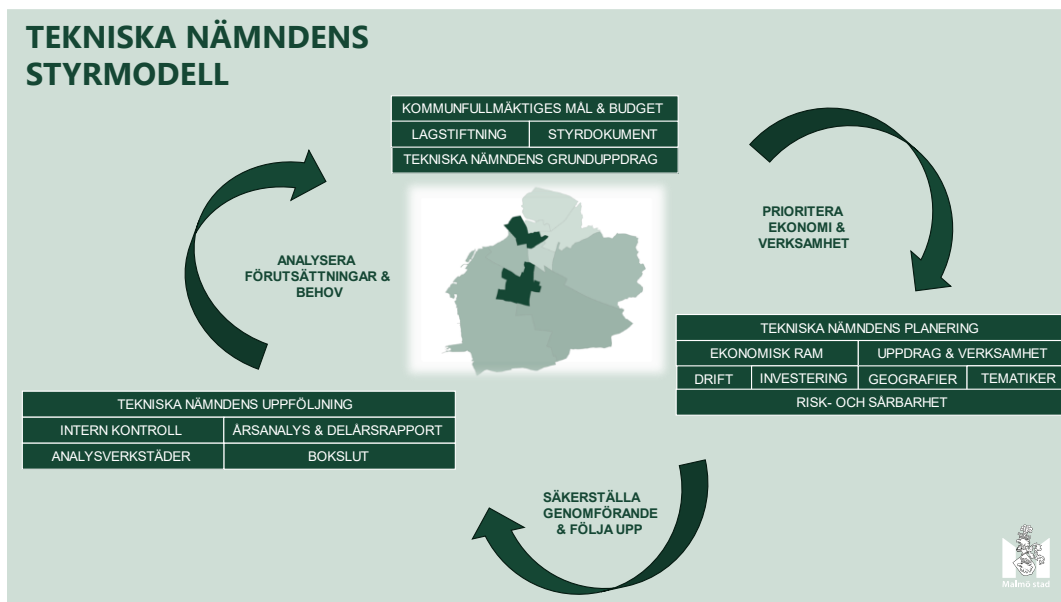 TEKNISKA NÄMNDENS
STYRMODELL
KOMMUNFULLMÄKTIGES MÅL & BUDGET
LAGSTIFTNING STYRDOKUMENT
TEKNISKA NÄMNDENS GRUNDUPPDRAG
PRIORITERA
EKONOMI &
VERKSAMHET
TEKNISKA NÄMNDENS PLANERING
EKONOMISK RAM UPPDRAG & VERKSAMHET
DRIFT INVESTERING GEOGRAFIER TEMATIKER
RISK- OCH SÅRBARHET
SÄKERSTÄLLA
GENOMFÖRANDE
& FÖLJA UPP
TEKNISKA NÄMNDENS UPPFÖLJNING
INTERN KONTROLL ÅRSANALYS & DELÅRSRAPPORT
ANALYSVERKSTÄDER BOKSLUT
ANALYSERA
FÖRUTSÄTTNINGAR &
BEHOV
Malmö stad